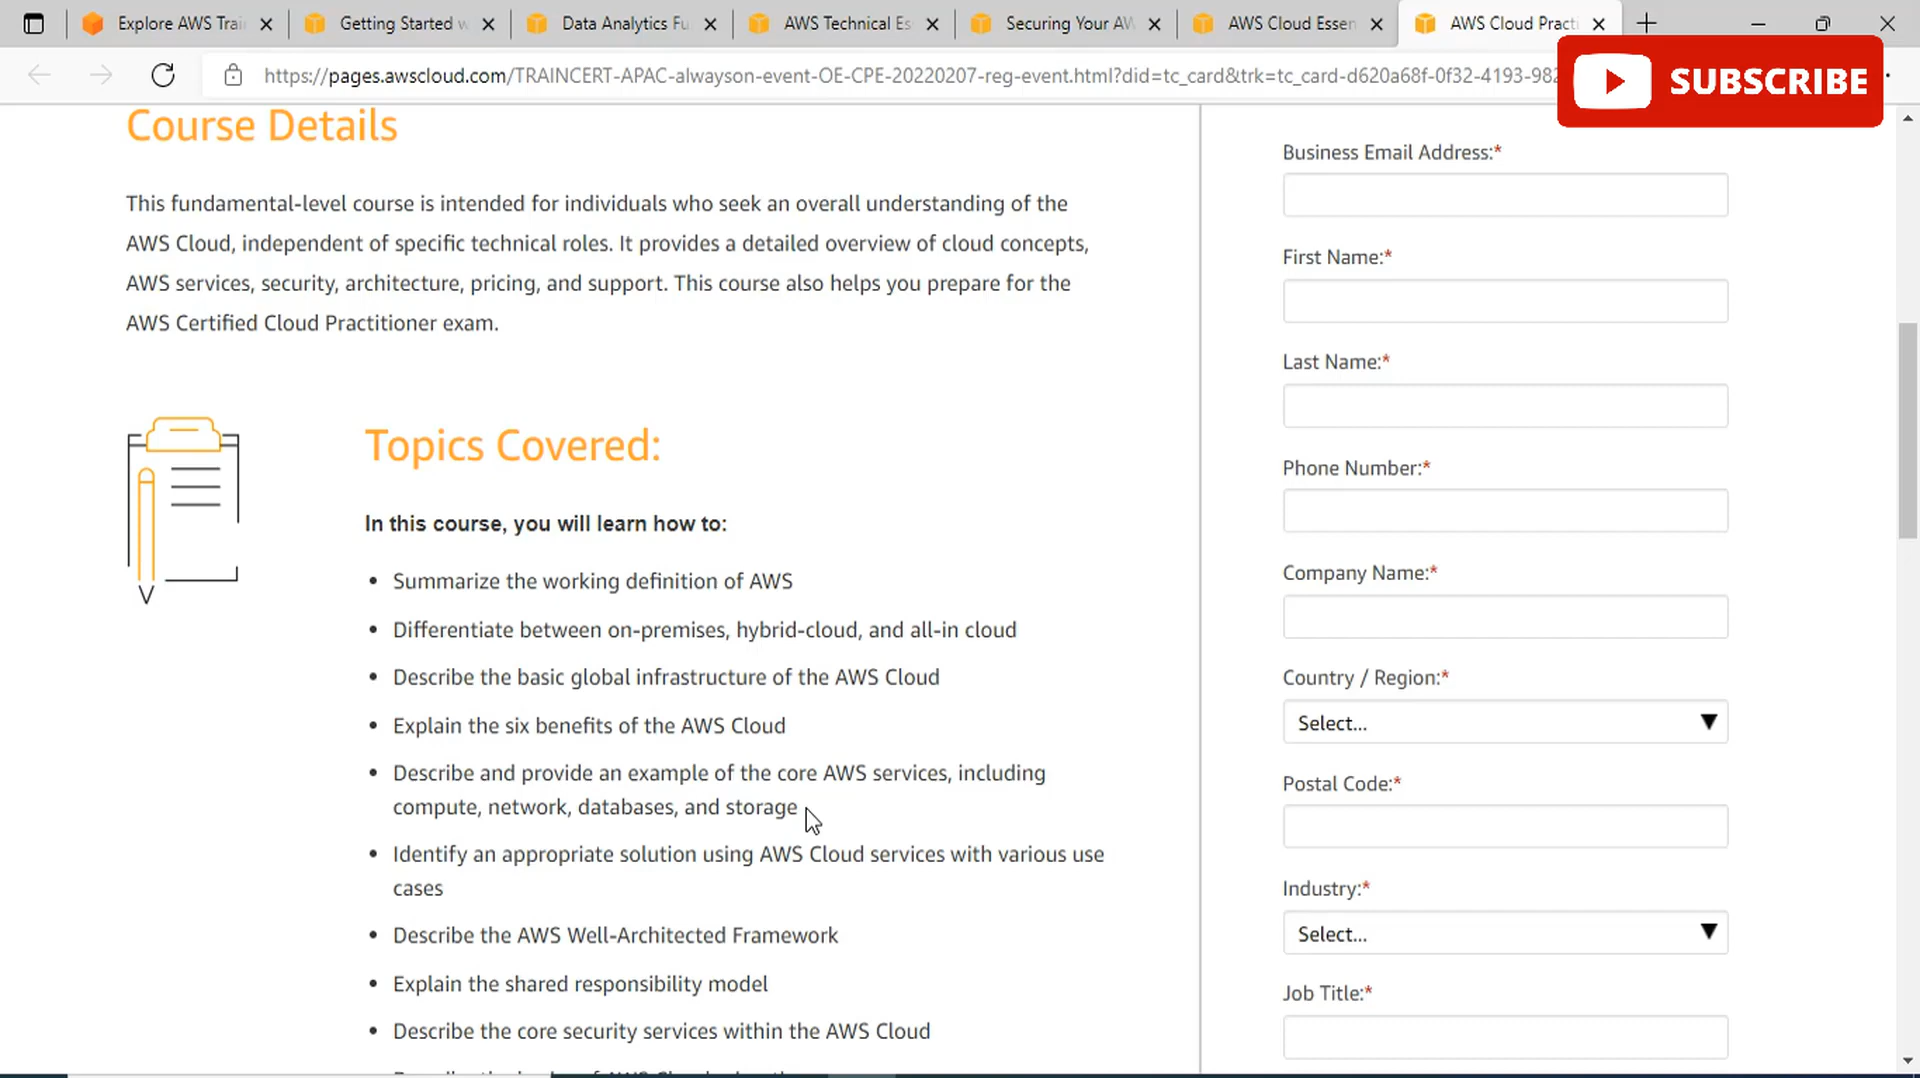 Explore AWS Trai
Getting Started w
Data Analytics Fu
AWS Technical Es
Securing Your AW
AWS Cloud Essen
AWS Cloud Practi
https://pages.awscloud.com/TRAINCERT-APAC-alwayson-event-OE-CPE-20220207-reg-event.html?did=tc_card&trk=tc_card-d620a68f-0f32-4193-982
SUBSCRIBE
Course Details
This fundamental-level course is intended for individuals who seek an overall understanding of the
AWS Cloud, independent of specific technical roles. It provides a detailed overview of cloud concepts,
AWS services, security, architecture, pricing, and support. This course also helps you prepare for the
AWS Certified Cloud Practitioner exam.
Topics Covered:
In this course, you will learn how to:
• Summarize the working definition of AWS
• Differentiate between on-premises, hybrid-cloud, and all-in cloud
• Describe the basic global infrastructure of the AWS Cloud
• Explain the six benefits of the AWS Cloud
• Describe and provide an example of the core AWS services, including
compute, network, databases, and storage
• Identify an appropriate solution using AWS Cloud services with various use
cases
• Describe the AWS Well-Architected Framework
• Explain the shared responsibility model
• Describe the core security services within the AWS Cloud
Business Email Address:*
First Name:*
Last Name:*
Phone Number:*
Company Name:*
Country / Region:*
Select...
Postal Code:*
Industry:*
Select...
Job Title:*